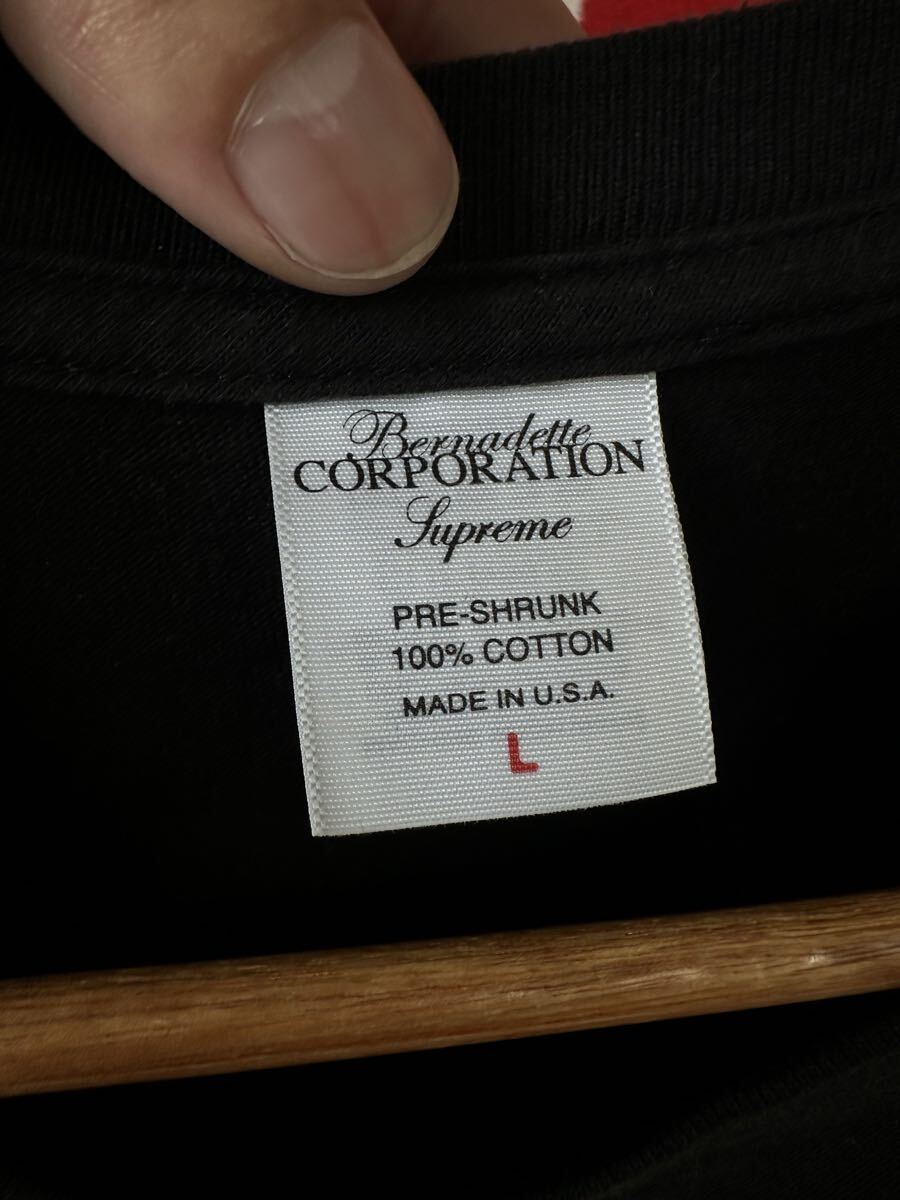 Bernadette
CORPORATION
Supreme
PRE-SHRUNK
100% COTTON
MADE IN U.S.A.
L